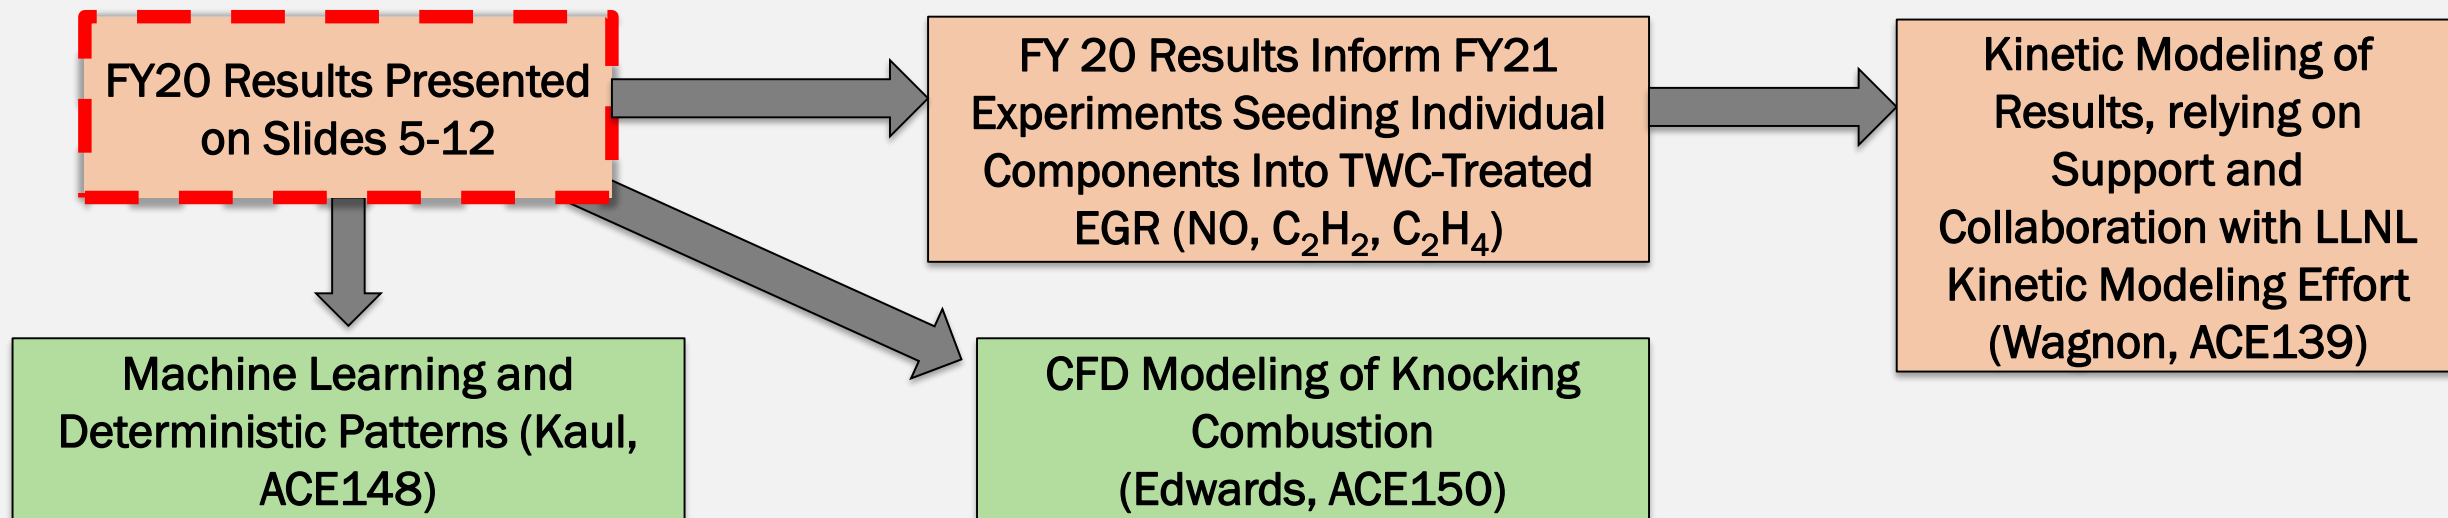 FY20 Results Presented
on Slides 5-12
FY 20 Results Inform FY21
Experiments Seeding Individual
Components Into TWC-Treated
EGR (NO, C₂H₂, C₂H₄)
Kinetic Modeling of
Results, relying on
Support and
Collaboration with LLNL
Kinetic Modeling Effort
(Wagnon, ACE139)
Machine Learning and
Deterministic Patterns (Kaul,
ACE148)
CFD Modeling of Knocking
Combustion
(Edwards, ACE150)